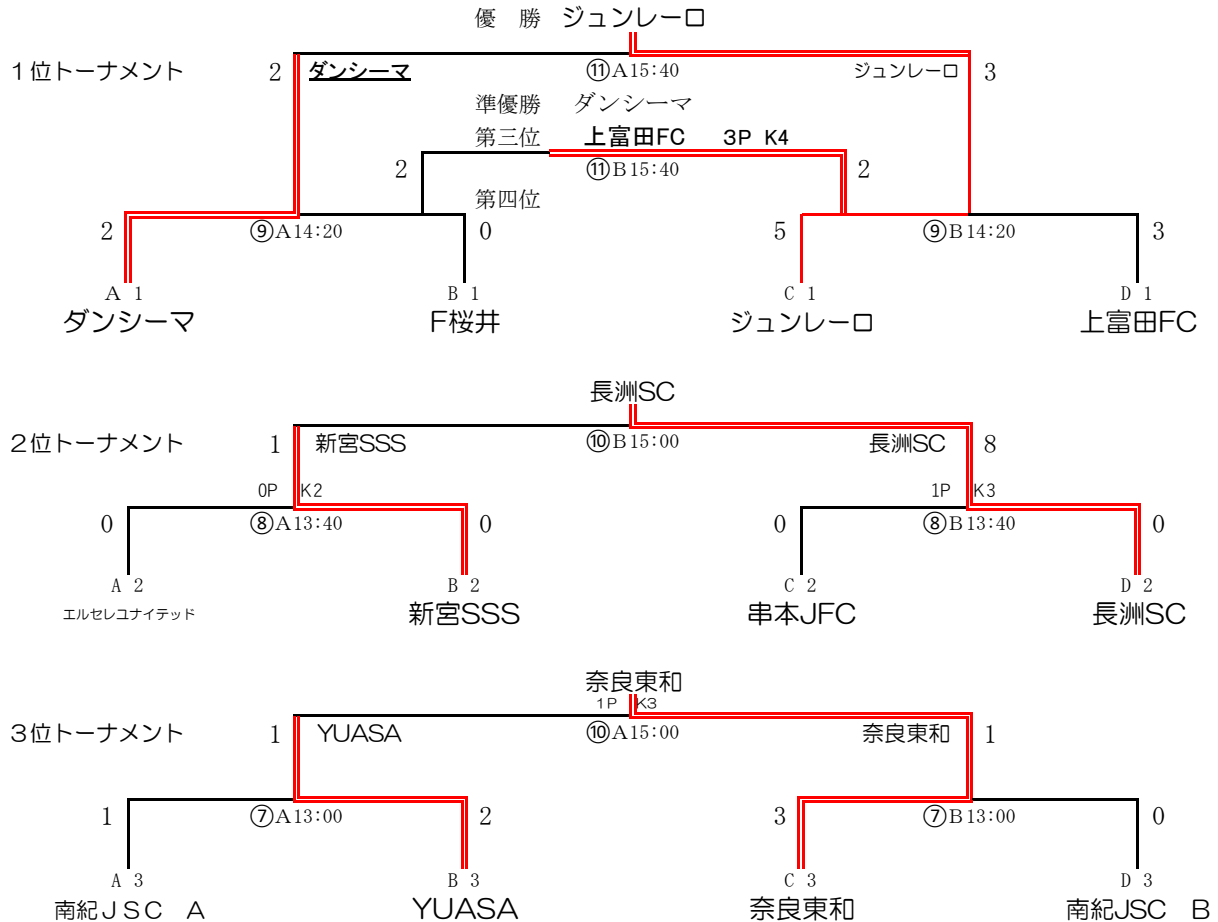 優　勝　ジュンレーロ
１位トーナメント 2 ダンシーマ ⑪A15:40 ジュンレーロ 3
準優勝　ダンシーマ
第三位　上富田FC　3P K4
2 ⑪B15:40 2
第四位
2 ⑨A14:20 0 5 ⑨B14:20 3
A 1 B 1 C 1 D 1
ダンシーマ F桜井 ジュンレーロ 上富田FC
長洲SC
２位トーナメント 1 新宮SSS ⑩B15:00 長洲SC 8
0P K2 1P K3
0 ⑧A13:40 0 0 ⑧B13:40 0
A 2 B 2 C 2 D 2
エルセレユナイテッド 新宮SSS 串本JFC 長洲SC
奈良東和
1P K3
３位トーナメント 1 YUASA ⑩A15:00 奈良東和 1
1 ⑦A13:00 2 3 ⑦B13:00 0
A 3 B 3 C 3 D 3
南紀ＪＳＣ　A YUASA 奈良東和 南紀JSC　B